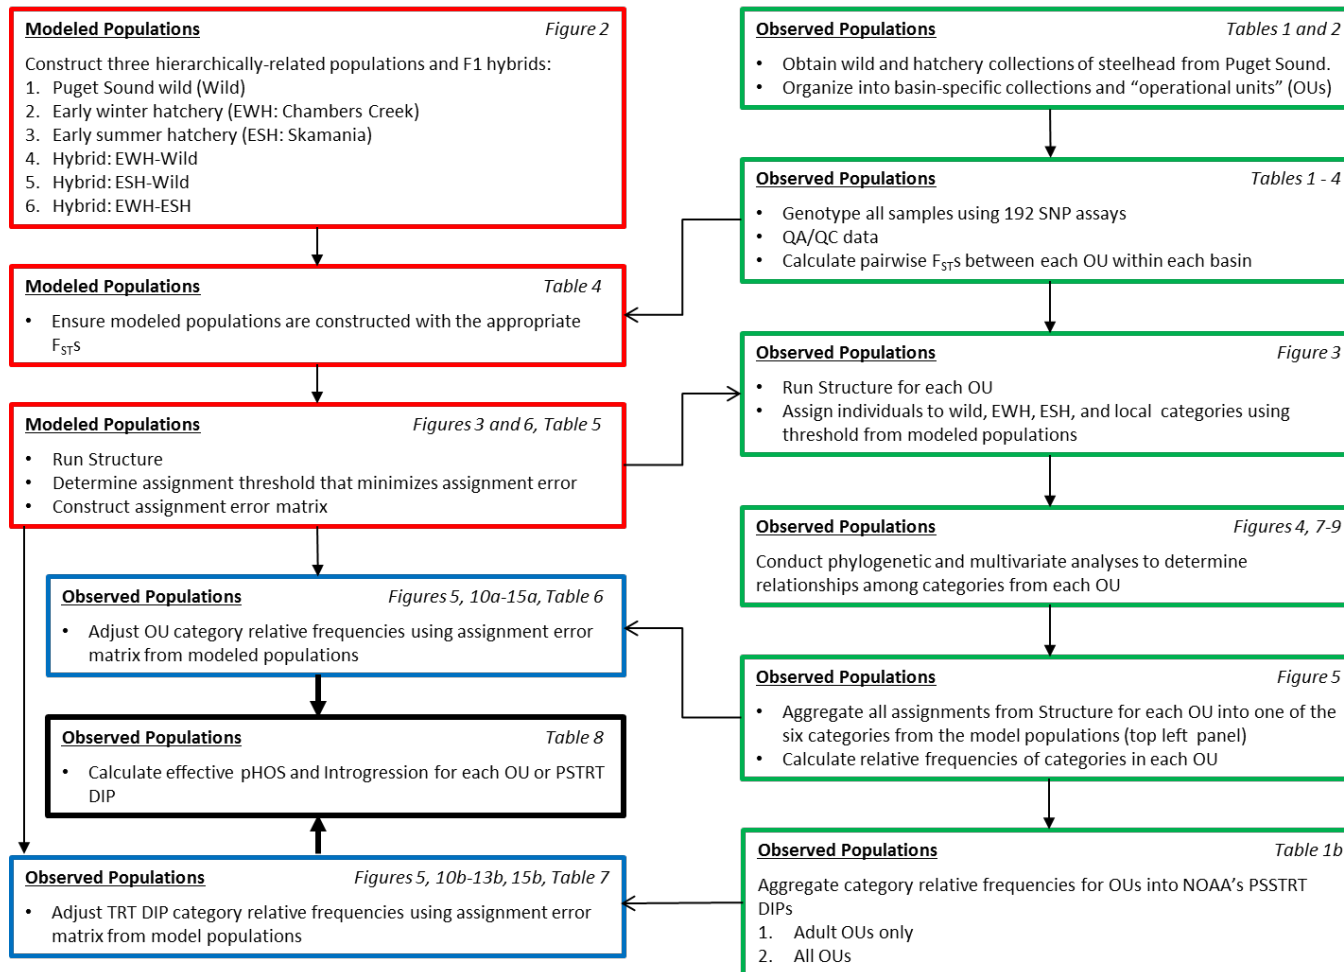 Modeled Populations Figure 2
Construct three hierarchically-related populations and F1 hybrids:
1. Puget Sound wild (Wild)
2. Early winter hatchery (EWH: Chambers Creek)
3. Early summer hatchery (ESH: Skamania)
4. Hybrid: EWH-Wild
5. Hybrid: ESH-Wild
6. Hybrid: EWH-ESH
Modeled Populations Table 4
• Ensure modeled populations are constructed with the appropriate
FSTs
Modeled Populations Figures 3 and 6, Table 5
• Run Structure
• Determine assignment threshold that minimizes assignment error
• Construct assignment error matrix
Observed Populations Figures 5, 10a-15a, Table 6
• Adjust OU category relative frequencies using assignment error
matrix from modeled populations
Observed Populations Table 8
• Calculate effective pHOS and Introgression for each OU or PSTRT
DIP
Observed Populations Figures 5, 10b-13b, 15b, Table 7
• Adjust TRT DIP category relative frequencies using assignment error
matrix from model populations
Observed Populations Tables 1 and 2
• Obtain wild and hatchery collections of steelhead from Puget Sound.
• Organize into basin-specific collections and “operational units” (OUs)
Observed Populations Tables 1 - 4
• Genotype all samples using 192 SNP assays
• QA/QC data
• Calculate pairwise FSTs between each OU within each basin
Observed Populations Figure 3
• Run Structure for each OU
• Assign individuals to wild, EWH, ESH, and local categories using
threshold from modeled populations
Observed Populations Figures 4, 7-9
Conduct phylogenetic and multivariate analyses to determine
relationships among categories from each OU
Observed Populations Figure 5
• Aggregate all assignments from Structure for each OU into one of the
six categories from the model populations (top left panel)
• Calculate relative frequencies of categories in each OU
Observed Populations Table 1b
Aggregate category relative frequencies for OUs into NOAA’s PSSTRT
DIPs
1. Adult OUs only
2. All OUs